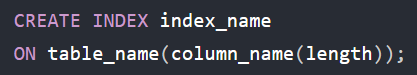 CREATE INDEX index_name
ON table_name(column_name(length));